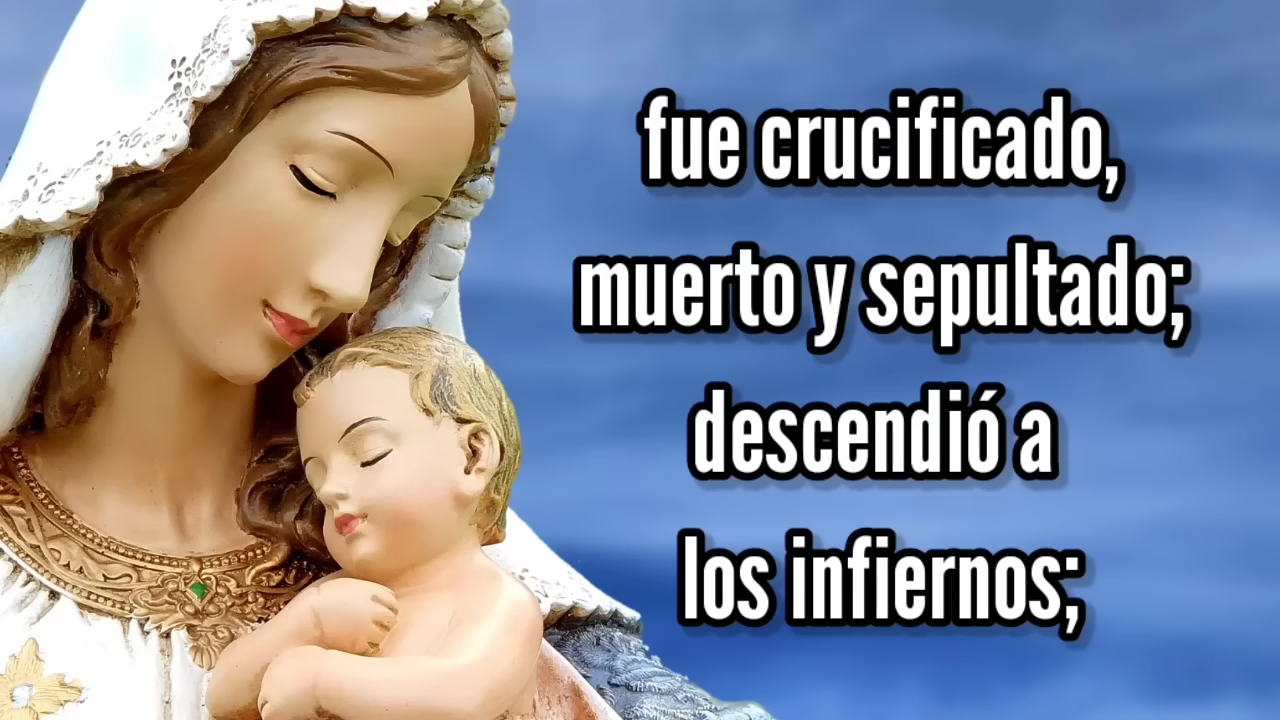 fue crucificado,
muerto y sepultado;
descendió a
los infiernos;